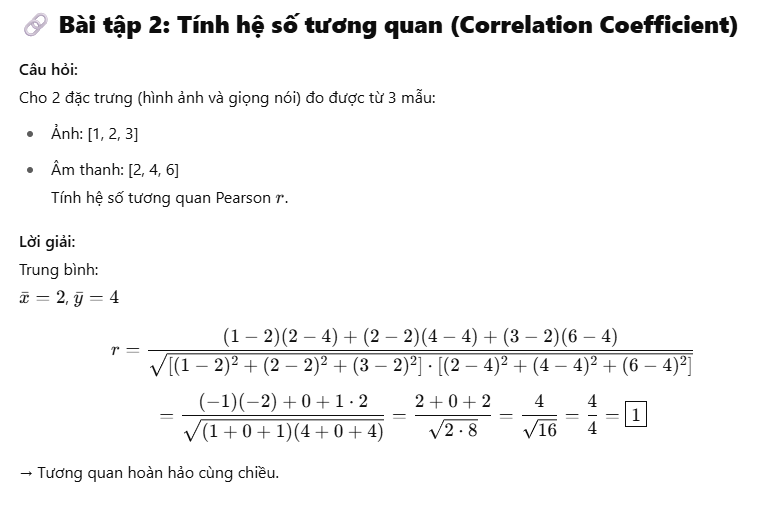 🔗 Bài tập 2: Tính hệ số tương quan (Correlation Coefficient)
Câu hỏi:
Cho 2 đặc trưng (hình ảnh và giọng nói) đo được từ 3 mẫu:
• Ảnh: [1, 2, 3]
• Âm thanh: [2, 4, 6]
Tính hệ số tương quan Pearson r.
Lời giải:
Trung bình:
x̄ = 2, ȳ = 4
r = \frac{(1 − 2)(2 − 4) + (2 − 2)(4 − 4) + (3 − 2)(6 − 4)}{\sqrt{[(1 − 2)^2 + (2 − 2)^2 + (3 − 2)^2] · [(2 − 4)^2 + (4 − 4)^2 + (6 − 4)^2]}}
= \frac{(−1)(−2) + 0 + 1 · 2}{\sqrt{(1 + 0 + 1)(4 + 0 + 4)}} = \frac{2 + 0 + 2}{\sqrt{2 · 8}} = \frac{4}{\sqrt{16}} = \frac{4}{4} = \boxed{1}
→ Tương quan hoàn hảo cùng chiều.